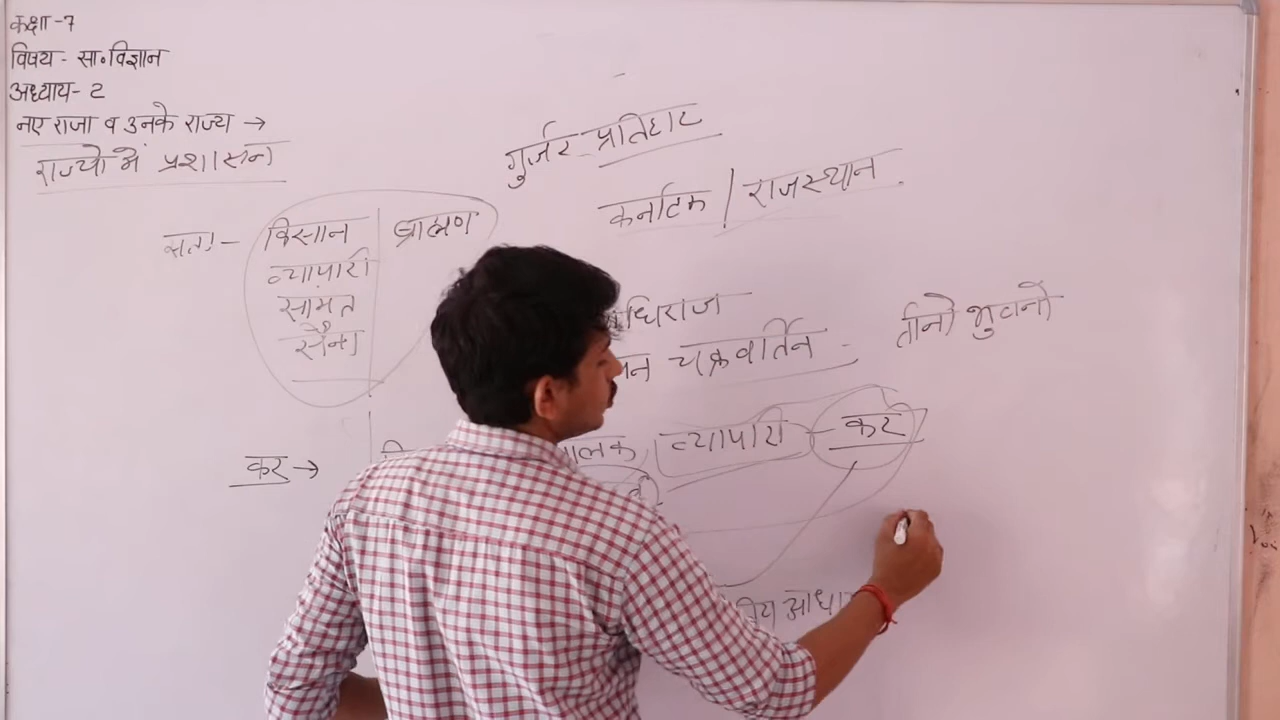 कक्षा-7
विषय- सा॰विज्ञान
अध्याय- 2
नए राजा व उनके राज्य →
राज्यो में प्रशासन
गुर्जर-प्रतिहार
कर्नाटक / राजस्थान
सत्ता - किसान ब्राह्मण
व्यापारी
सामंत
सैना
धिराज
चक्रवर्तिन - तीनो भुवनो
कर → पालक, व्यापारी - कर